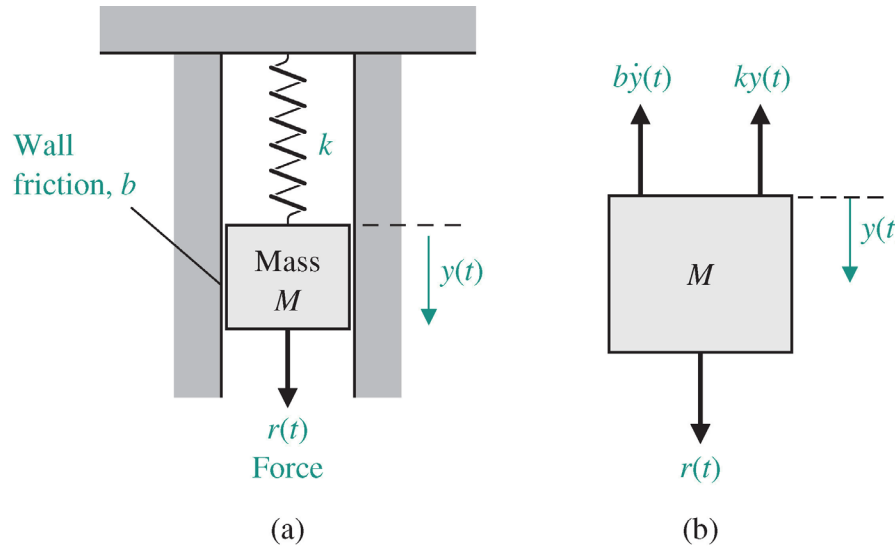 Wall
friction, b
k
Mass
M
y(t)
r(t)
Force
(a)
bẏ(t)
ky(t)
M
y(t
r(t)
(b)